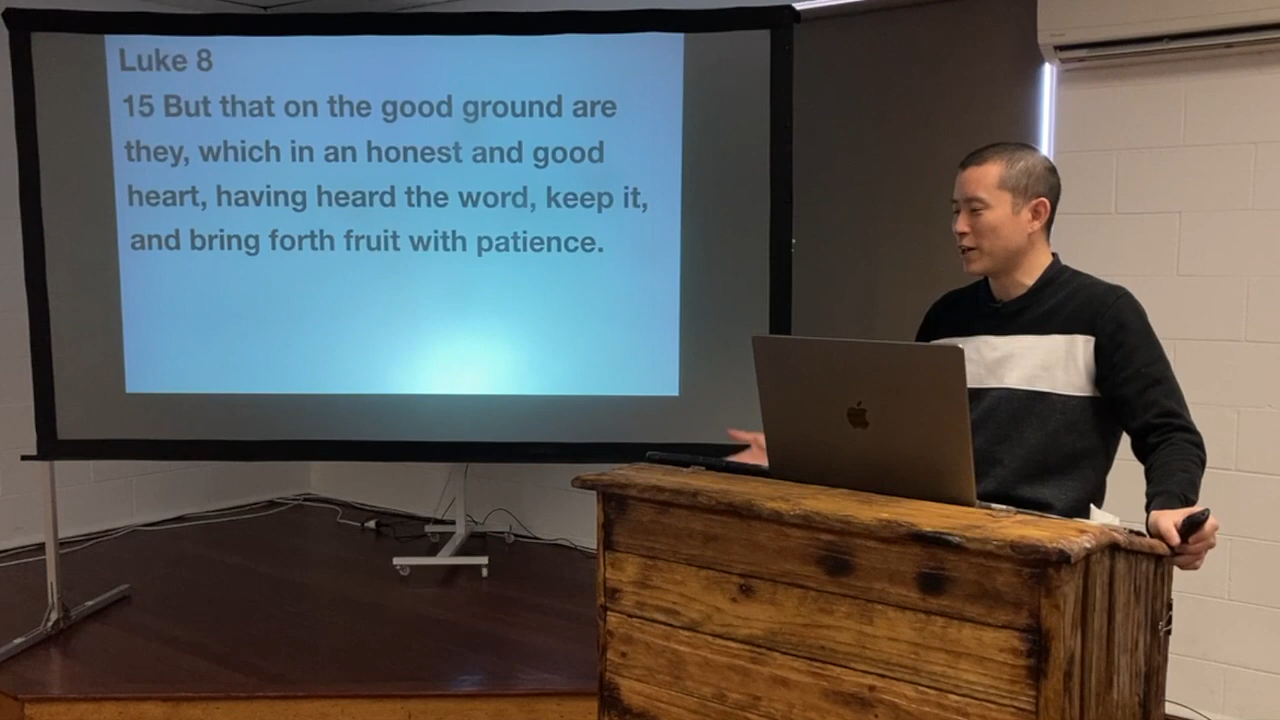 Luke 8
15 But that on the good ground are
they, which in an honest and good
heart, having heard the word, keep it,
and bring forth fruit with patience.